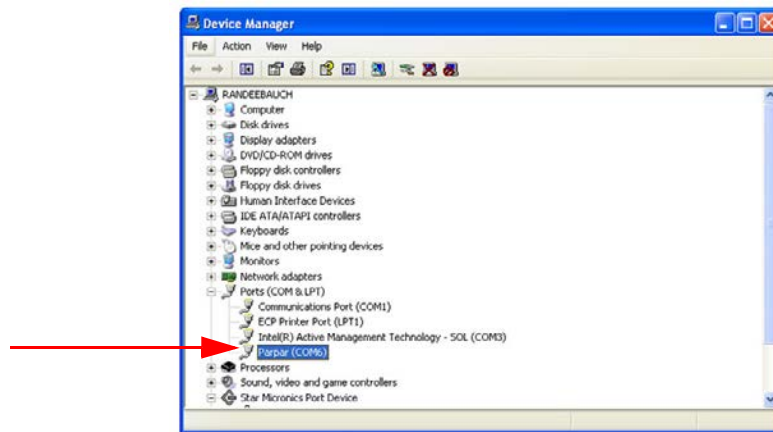 Device Manager
File Action View Help
RANDEEBAUCH
Computer
Disk drives
Display adapters
DVD/CD-ROM drives
Floppy disk controllers
Floppy disk drives
Human Interface Devices
IDE ATA/ATAPI controllers
Keyboards
Mice and other pointing devices
Monitors
Network adapters
Ports (COM & LPT)
Communications Port (COM1)
ECP Printer Port (LPT1)
Intel(R) Active Management Technology - SOL (COM3)
Parpar (COM6)
Processors
Sound, video and game controllers
Star Micronics Port Device